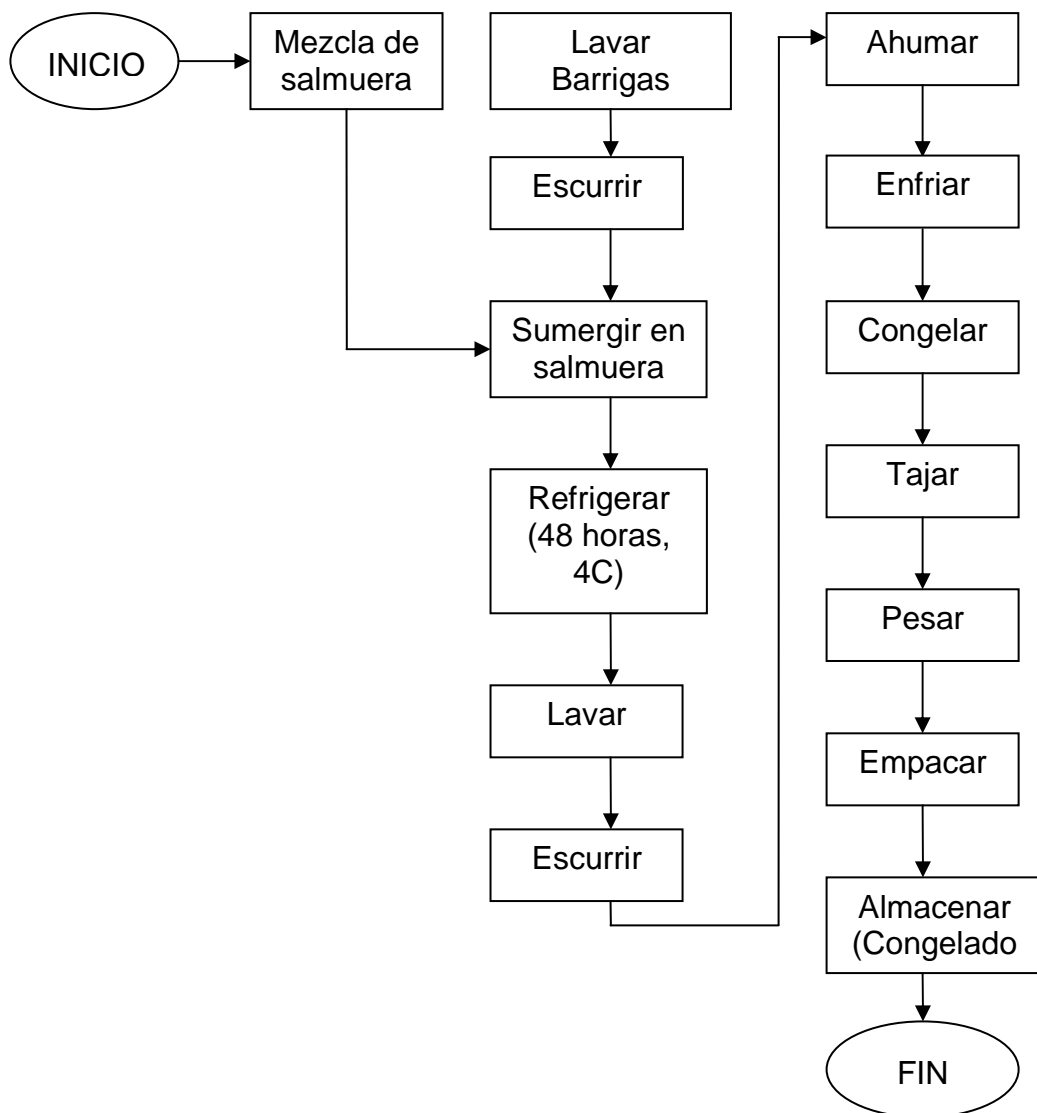 INICIO
Mezcla de
salmuera
Lavar
Barrigas
Escurrir
Sumergir en
salmuera
Refrigerar
(48 horas,
4C)
Lavar
Escurrir
Ahumar
Enfriar
Congelar
Tajar
Pesar
Empacar
Almacenar
(Congelado
FIN